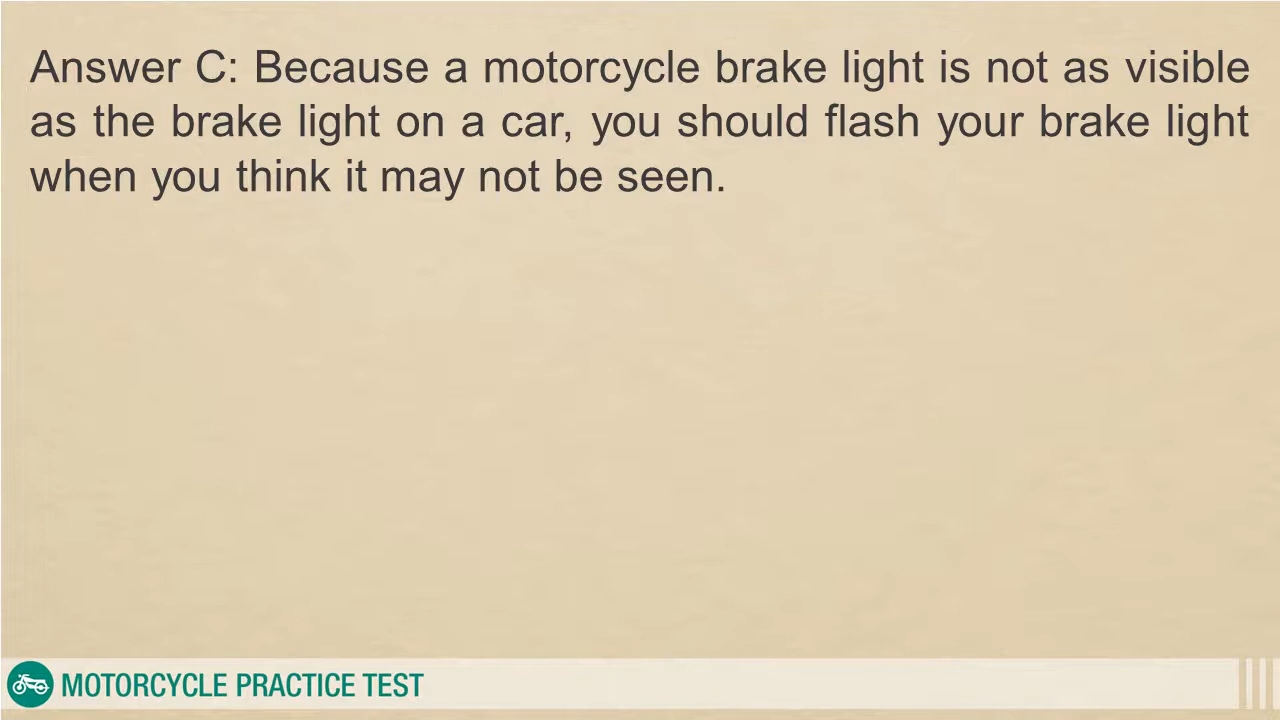 Answer C: Because a motorcycle brake light is not as visible
as the brake light on a car, you should flash your brake light
when you think it may not be seen.
MOTORCYCLE PRACTICE TEST